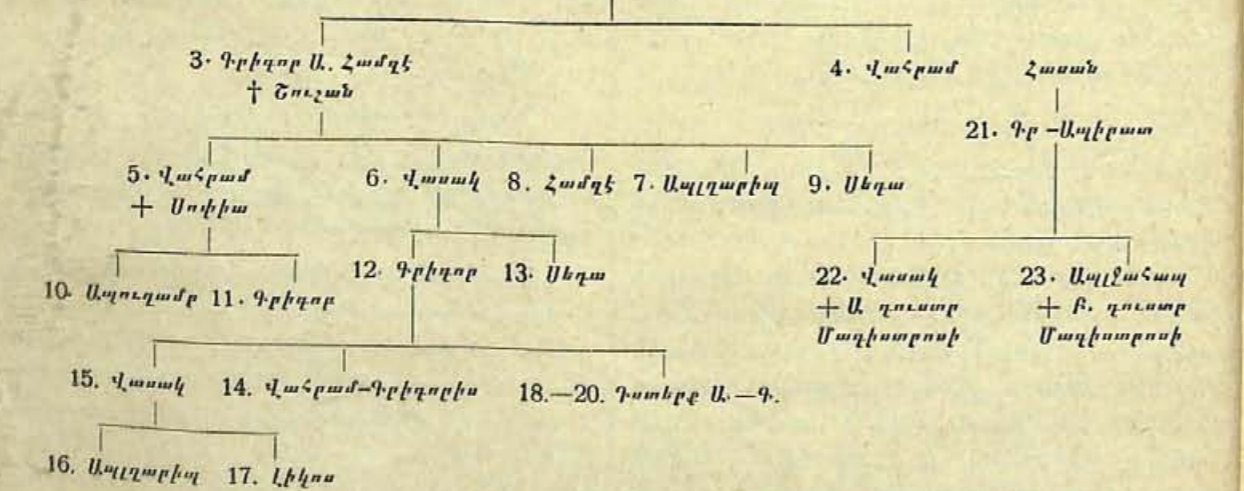 3. Գրիգոր Ա. Համզէ 4. Վահրամ Հասան
† Շուշան
21. Գր–Ապիրատ
5. Վահրամ 6. Վասակ 8. Համզէ 7. Ապլղարիպ 9. Սեդա
+ Սոփիա
12. Գրիգոր 13. Սեդա 22. Վասակ 23. Ապլջահապ
10. Ապուղամր 11. Գրիգոր + Ա. դուստր + Բ. դուստր
Մագիստրոսի Մագիստրոսի
15. Վասակ 14. Վահրամ–Գրիգորիս 18.—20. Դստերք Ա.—Գ.
16. Ապլղարիպ 17. Լիկոս